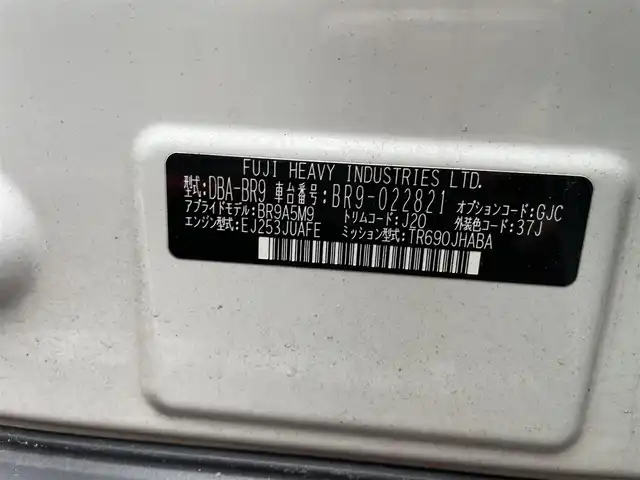 FUJI HEAVY INDUSTRIES LTD.
型式:DBA-BR9 車台番号:BR9-022821 オプションコード:GJC
アプライドモデル:BR9A5M9 トリムコード:J20 外装色コード:37J
エンジン型式:EJ253JUAFE ミッション型式:TR690JHABA